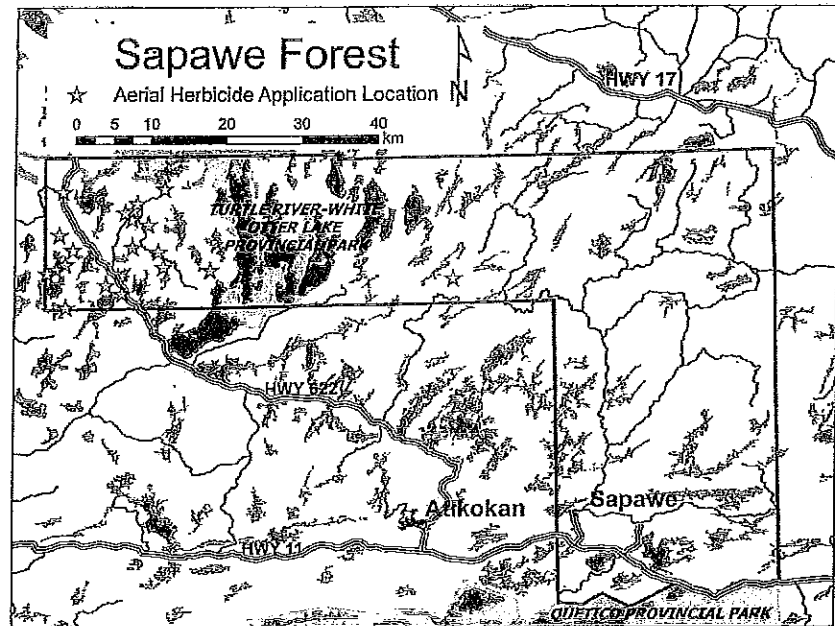 Sapawe Forest
N
Aerial Herbicide Application Location
0 5 10 20 30 40
km
HWY 17
TURTLE RIVER-WHITE
OTTER LAKE
PROVINCIAL PARK
HWY 622
Atikokan
Sapawe
HWY 11
QUETICO PROVINCIAL PARK